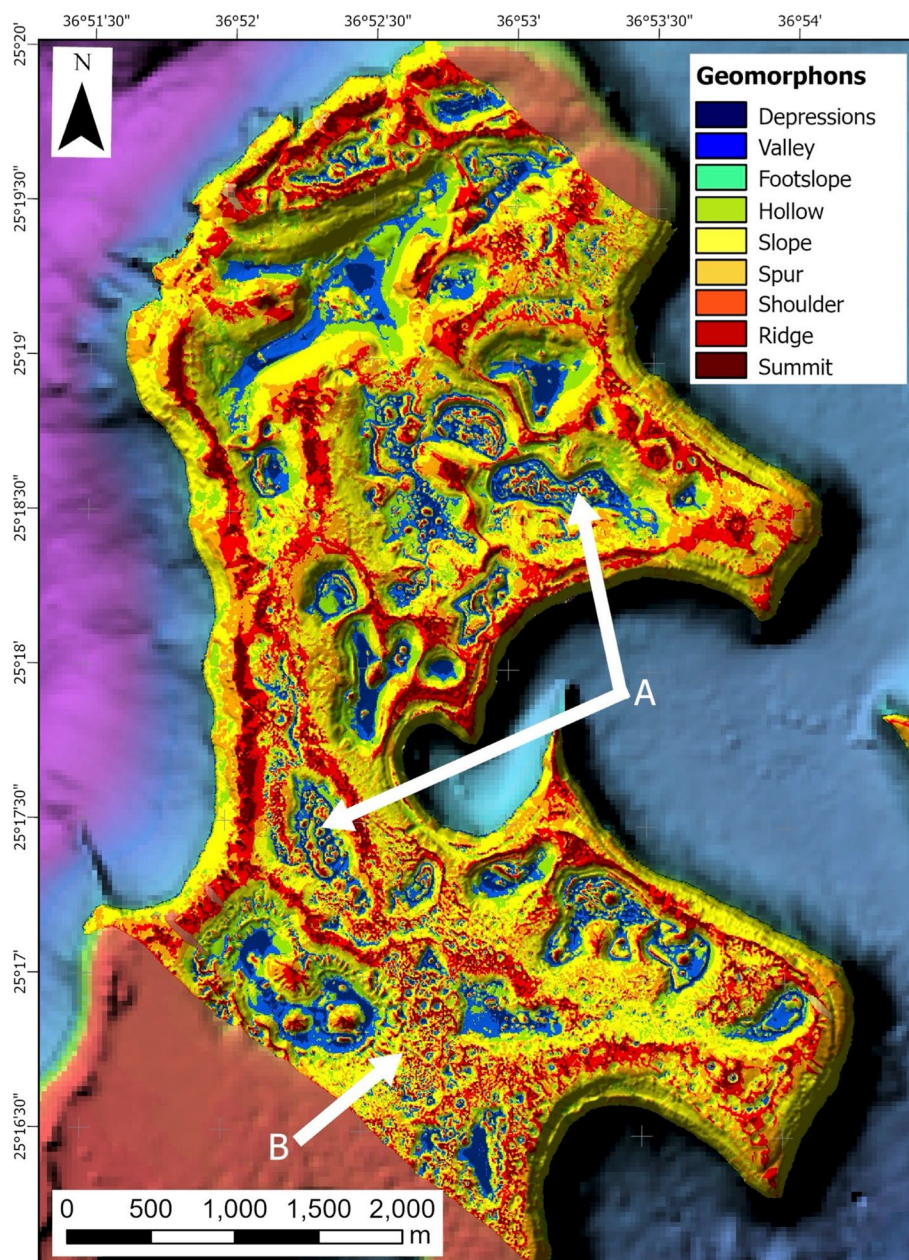 36°51'30" 36°52' 36°52'30" 36°53' 36°53'30" 36°54'
25°20'
N
Geomorphons
Depressions
Valley
Footslope
Hollow
Slope
Spur
Shoulder
Ridge
Summit
25°19'30"
25°19'
25°18'30"
25°18'
A
25°17'30"
25°17'
B
25°16'30"
0 500 1,000 1,500 2,000
m